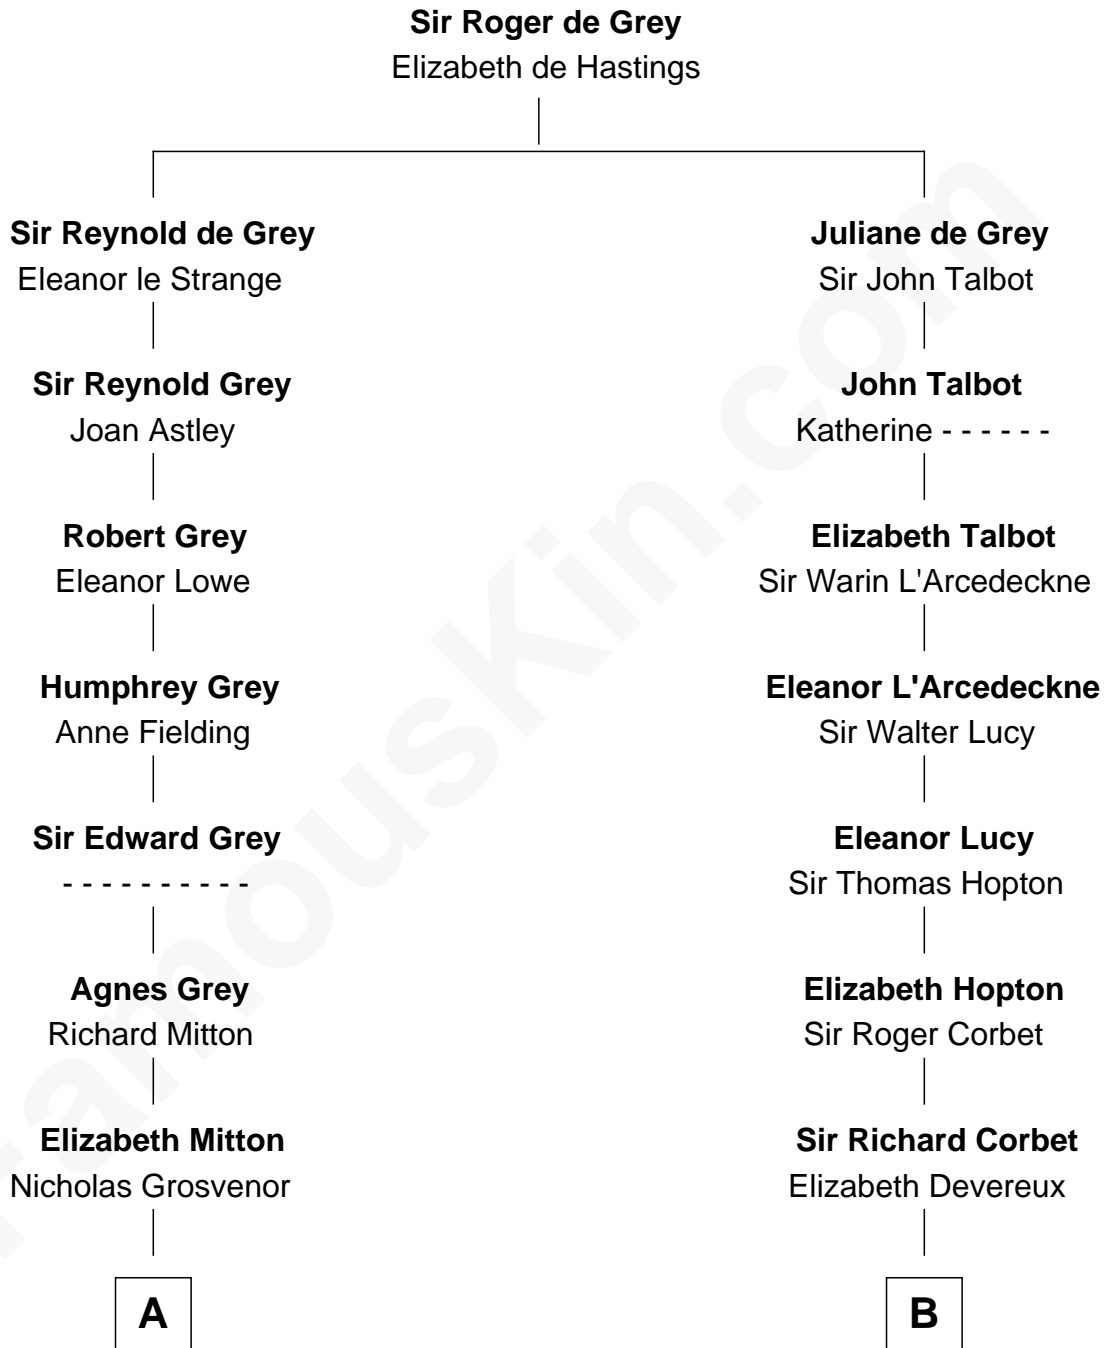 Sir Roger de Grey
Elizabeth de Hastings
Sir Reynold de Grey
Eleanor le Strange
Juliane de Grey
Sir John Talbot
Sir Reynold Grey
Joan Astley
John Talbot
Katherine - - - - - -
Robert Grey
Eleanor Lowe
Elizabeth Talbot
Sir Warin L'Arcedeckne
Humphrey Grey
Anne Fielding
Eleanor L'Arcedeckne
Sir Walter Lucy
Sir Edward Grey
- - - - - - - - - -
Eleanor Lucy
Sir Thomas Hopton
Agnes Grey
Richard Mitton
Elizabeth Hopton
Sir Roger Corbet
Elizabeth Mitton
Nicholas Grosvenor
Sir Richard Corbet
Elizabeth Devereux
A
B
FamousKin.com